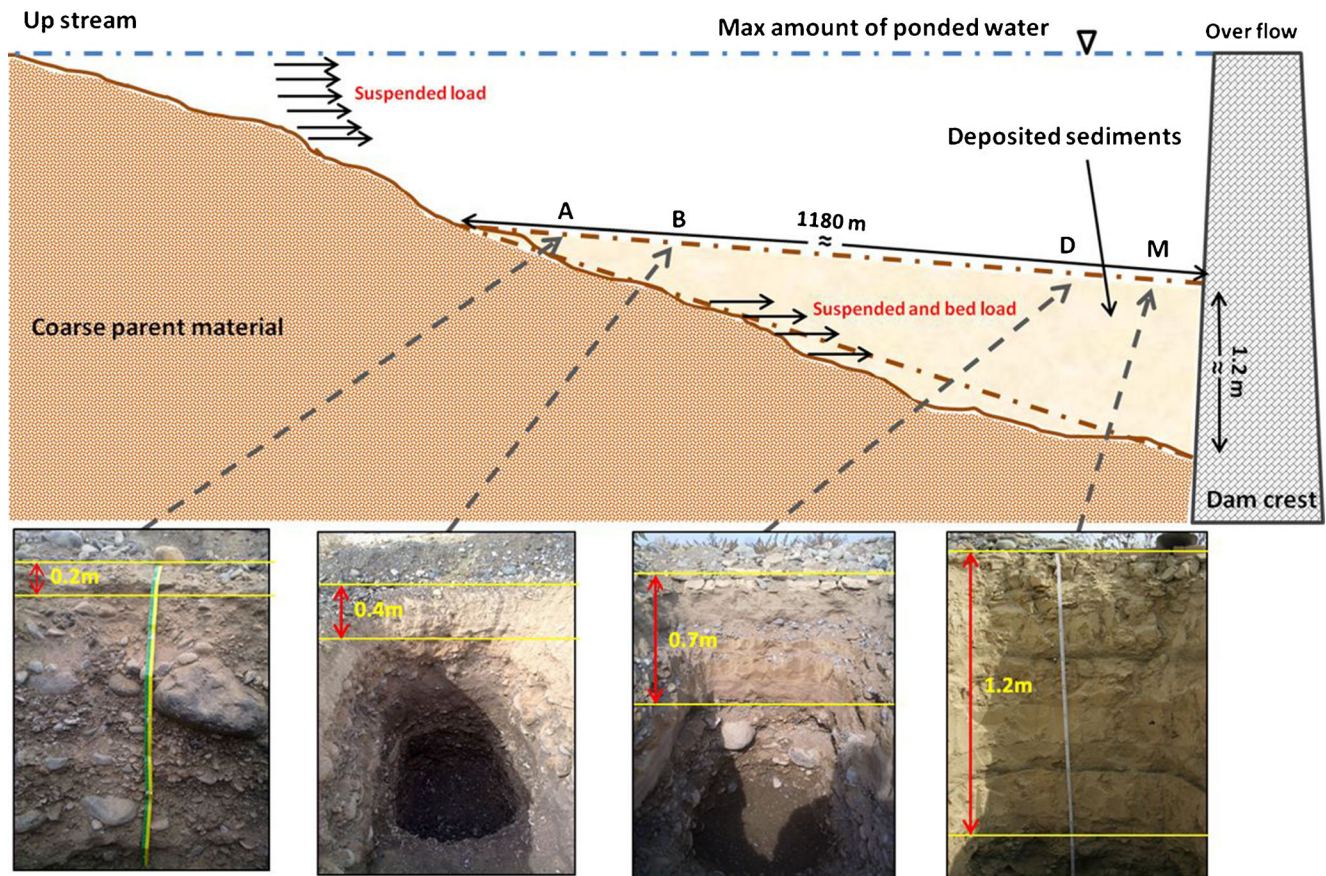 Up stream
Max amount of ponded water
Over flow
Suspended load
Deposited sediments
A
B
1180 m
≈
D
M
Suspended and bed load
Coarse parent material
1.2 m
≈
Dam crest
0.2m
0.4m
0.7m
1.2m